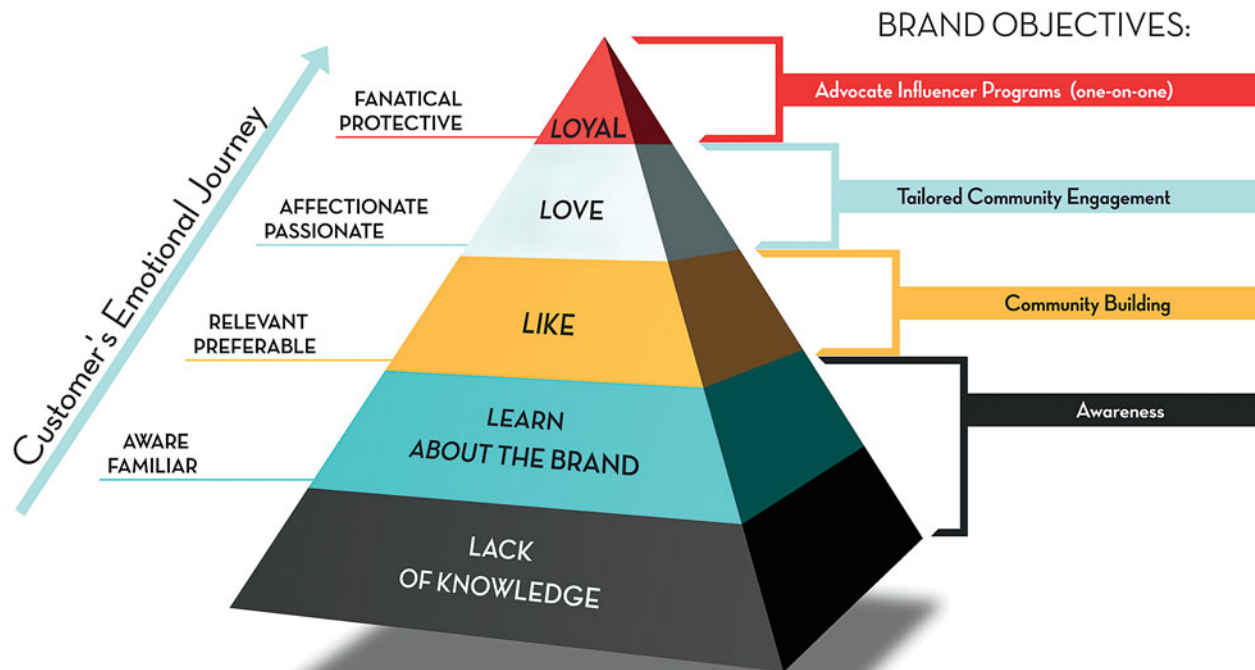 BRAND OBJECTIVES:
Customer's Emotional Journey
FANATICAL
PROTECTIVE
LOYAL
Advocate Influencer Programs (one-on-one)
AFFECTIONATE
PASSIONATE
LOVE
Tailored Community Engagement
RELEVANT
PREFERABLE
LIKE
Community Building
AWARE
FAMILIAR
LEARN
ABOUT THE BRAND
Awareness
LACK
OF KNOWLEDGE